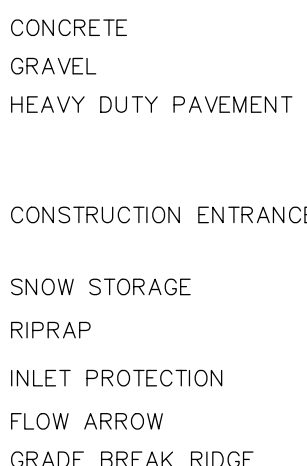 CONCRETE
GRAVEL
HEAVY DUTY PAVEMENT
CONSTRUCTION ENTRANCE
SNOW STORAGE
RIPRAP
INLET PROTECTION
FLOW ARROW
GRADE BREAK RIDGE